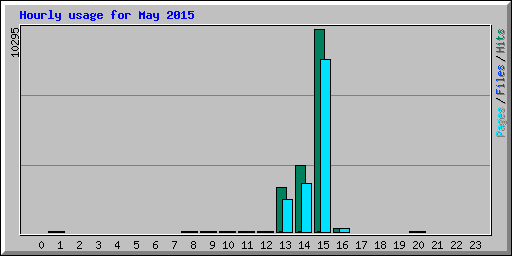 Hourly usage for May 2015
10295
Pages/Files/Hits
0 1 2 3 4 5 6 7 8 9 10 11 12 13 14 15 16 17 18 19 20 21 22 23